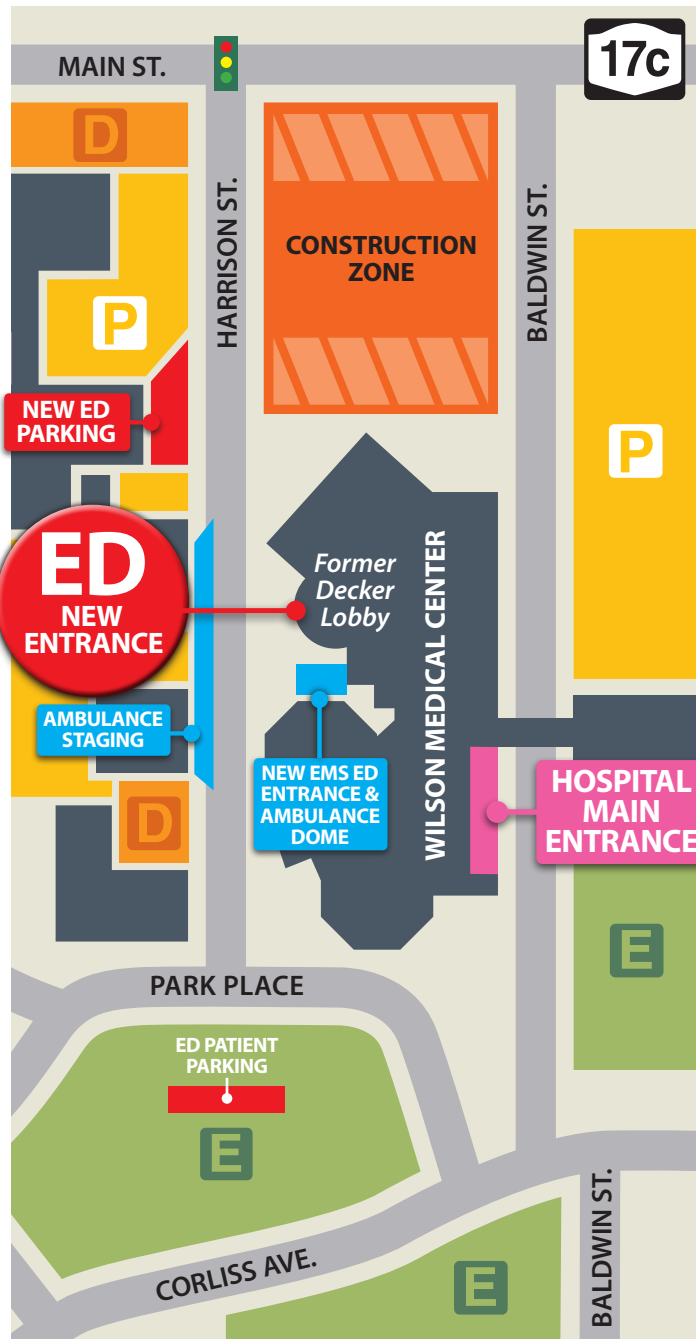 MAIN ST.
17c
D
HARRISON ST.
BALDWIN ST.
CONSTRUCTION
ZONE
P
NEW ED
PARKING
P
ED
NEW
ENTRANCE
Former
Decker
Lobby
WILSON MEDICAL CENTER
AMBULANCE
STAGING
NEW EMS ED
ENTRANCE &
AMBULANCE
DOME
HOSPITAL
MAIN
ENTRANCE
D
E
PARK PLACE
ED PATIENT
PARKING
E
CORLISS AVE.
E
BALDWIN ST.